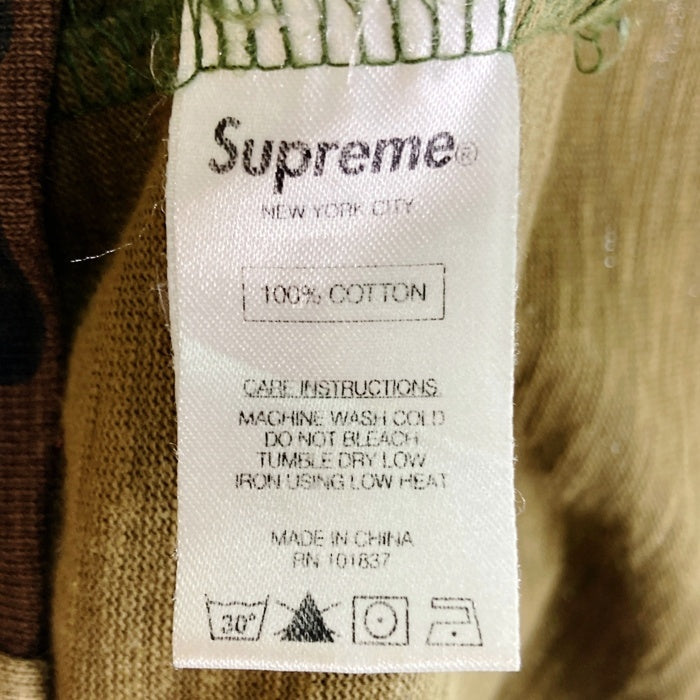 Supreme®
NEW YORK CITY
100% COTTON
CARE INSTRUCTIONS
MACHINE WASH COLD
DO NOT BLEACH
TUMBLE DRY LOW
IRON USING LOW HEAT
MADE IN CHINA
RN 101837
30°